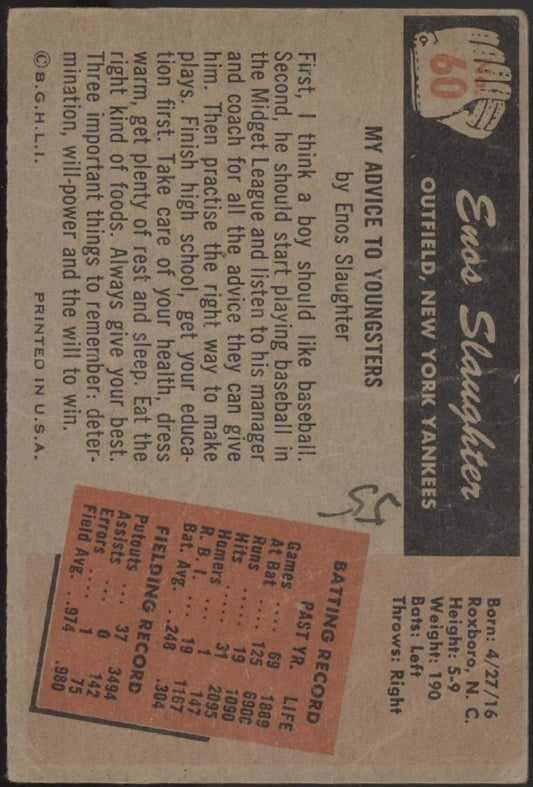 NO.
60
Enos Slaughter
OUTFIELD, NEW YORK YANKEES
Born: 4/27/16
Roxboro, N. C.
Height: 5-9
Weight: 190
Bats: Left
Throws: Right
MY ADVICE TO YOUNGSTERS
by Enos Slaughter
First, I think a boy should like baseball.
Second, he should start playing baseball in
the Midget League and listen to his manager
and coach for all the advice they can give
him. Then practise the right way to make
plays. Finish high school, get your educa-
tion first. Take care of your health, dress
warm, get plenty of rest and sleep. Eat the
right kind of foods. Always give your best.
Three important things to remember: deter-
mination, will-power and the will to win.
©B.G.H.L.I. PRINTED IN U.S.A.
55
BATTING RECORD
PAST YR. LIFE
Games .... 69 1889
At Bat .... 125 6900
Runs ..... 19 1090
Hits ..... 31 2095
Homers .... 1 147
R. B. I. .... 19 1167
Bat. Avg. .. .248 .304
FIELDING RECORD
Putouts .... 37 3494
Assists .... 0 142
Errors .... 1 75
Field Avg. .. .974 .980